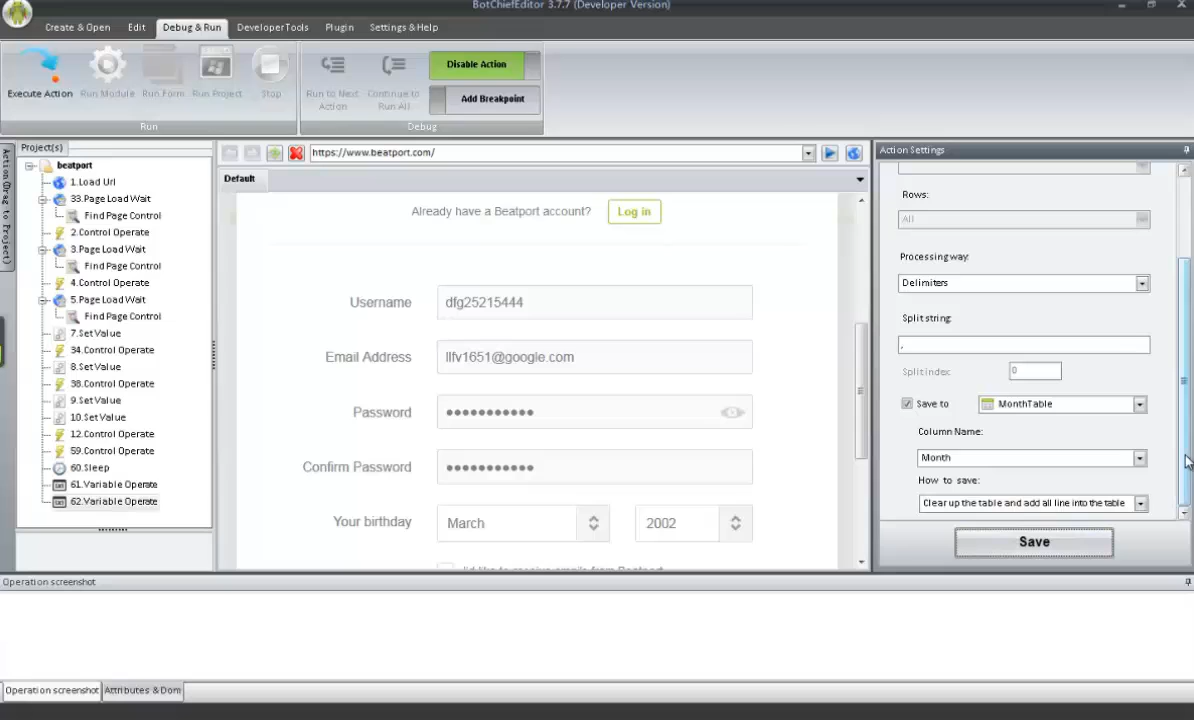 BotChiefEditor 3.7.7 (Developer Version)
Create & Open Edit Debug & Run DeveloperTools Plugin Settings & Help
Execute Action Run Module Run Form Run Project Stop
Run to Next Action
Continue to Run All
Disable Action
Add Breakpoint
Run
Debug
Action(Drag to Project)
Project(s)
beatport
1.Load Url
33.Page Load Wait
Find Page Control
2.Control Operate
3.Page Load Wait
Find Page Control
4.Control Operate
5.Page Load Wait
Find Page Control
7.SetValue
34.Control Operate
8.SetValue
38.Control Operate
9.SetValue
10.SetValue
12.Control Operate
59.Control Operate
60.Sleep
61.Variable Operate
62.Variable Operate
https://www.beatport.com/
Default
Already have a Beatport account? Log in
Username dfg25215444
Email Address llfv1651@google.com
Password •••••••••••
Confirm Password •••••••••••
Your birthday March 2002
Action Settings
Rows:
All
Processing way:
Delimiters
Split string:
,
Split index: 0
Save to MonthTable
Column Name:
Month
How to save:
Clear up the table and add all line into the table
Save
Operation screenshot
Operation screenshot Attributes & Dom